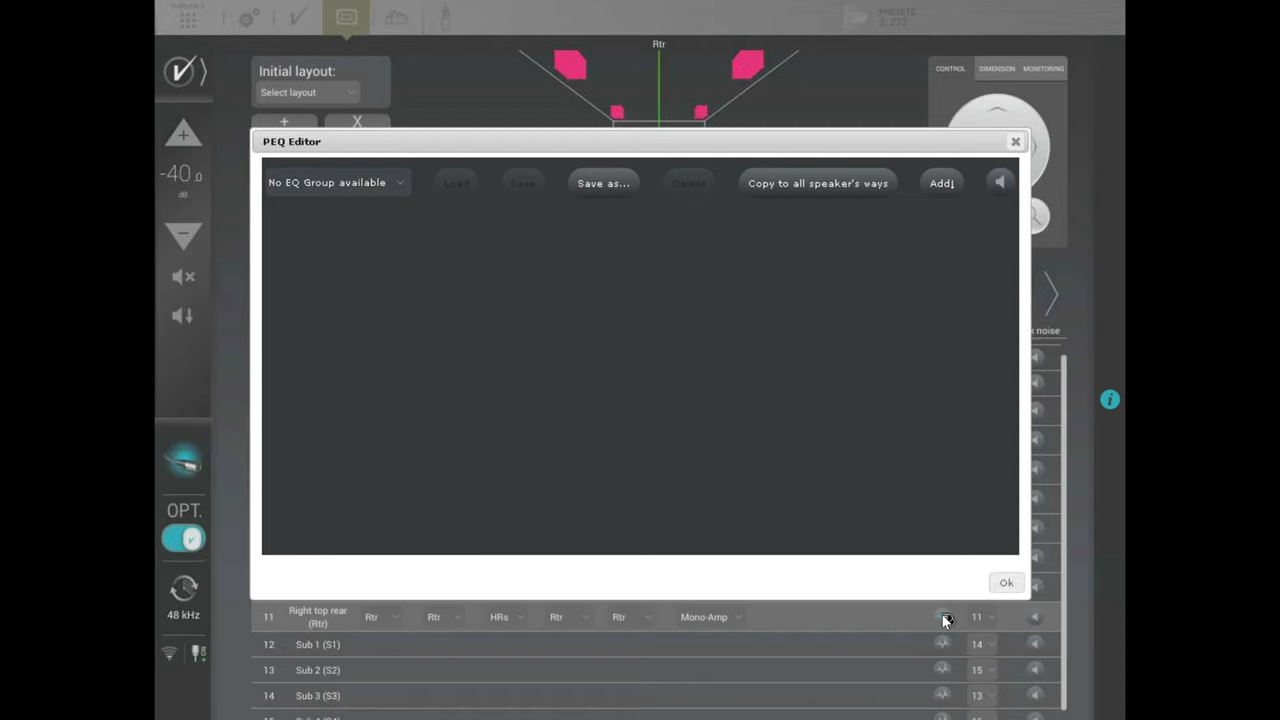 PRESETS
2.212
Rtr
Initial layout:
Select layout
CONTROL
DIMENSION
MONITORING
+
X
PEQ Editor
No EQ Group available
Load
Save
Save as...
Delete
Copy to all speaker's ways
Add↓
-40.0
dB
noise
i
OPT.
Ok
48 kHz
11 Right top rear (Rtr) Rtr Rtr HRs Rtr Rtr Mono-Amp 11
12 Sub 1 (S1) 14
13 Sub 2 (S2) 15
14 Sub 3 (S3) 13